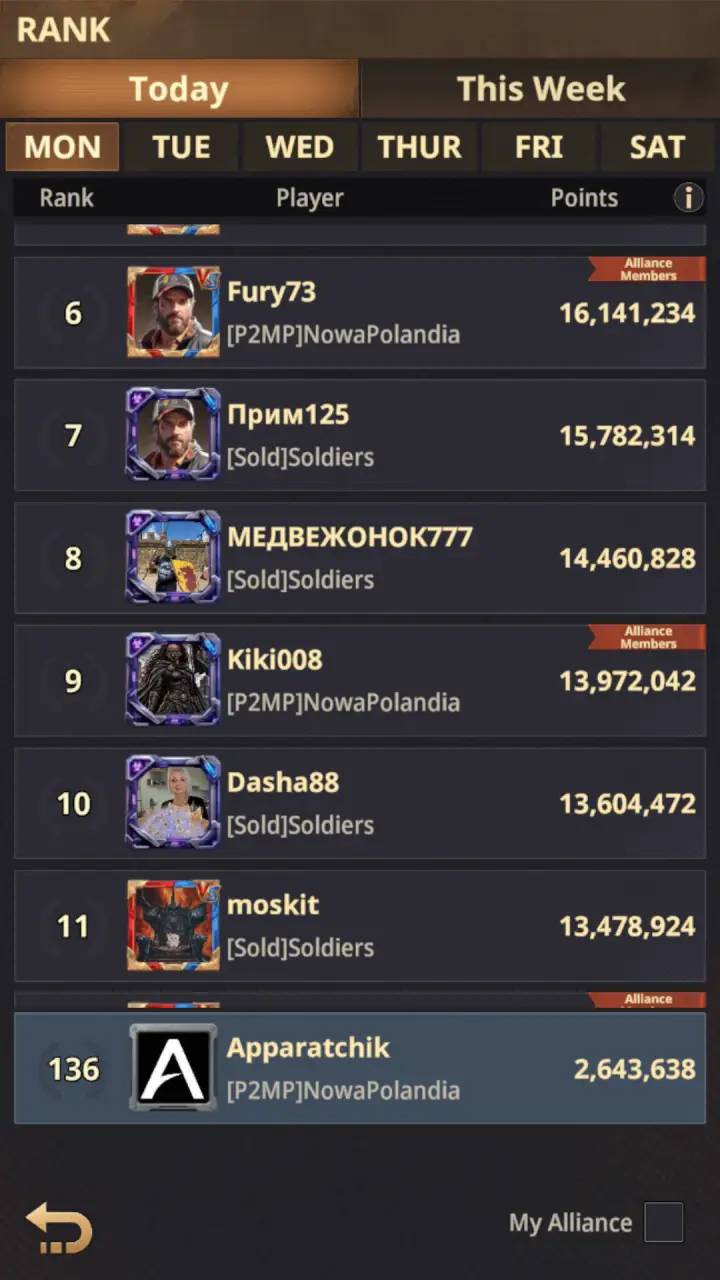 RANK
Today
This Week
MON
TUE
WED
THUR
FRI
SAT
Rank
Player
Points
Alliance Members
6
Fury73
[P2MP]NowaPolandia
16,141,234
7
Прим125
[Sold]Soldiers
15,782,314
8
МЕДВЕЖОНОК777
[Sold]Soldiers
14,460,828
Alliance Members
9
Kiki008
[P2MP]NowaPolandia
13,972,042
10
Dasha88
[Sold]Soldiers
13,604,472
11
moskit
[Sold]Soldiers
13,478,924
Alliance
136
Apparatchik
[P2MP]NowaPolandia
2,643,638
My Alliance